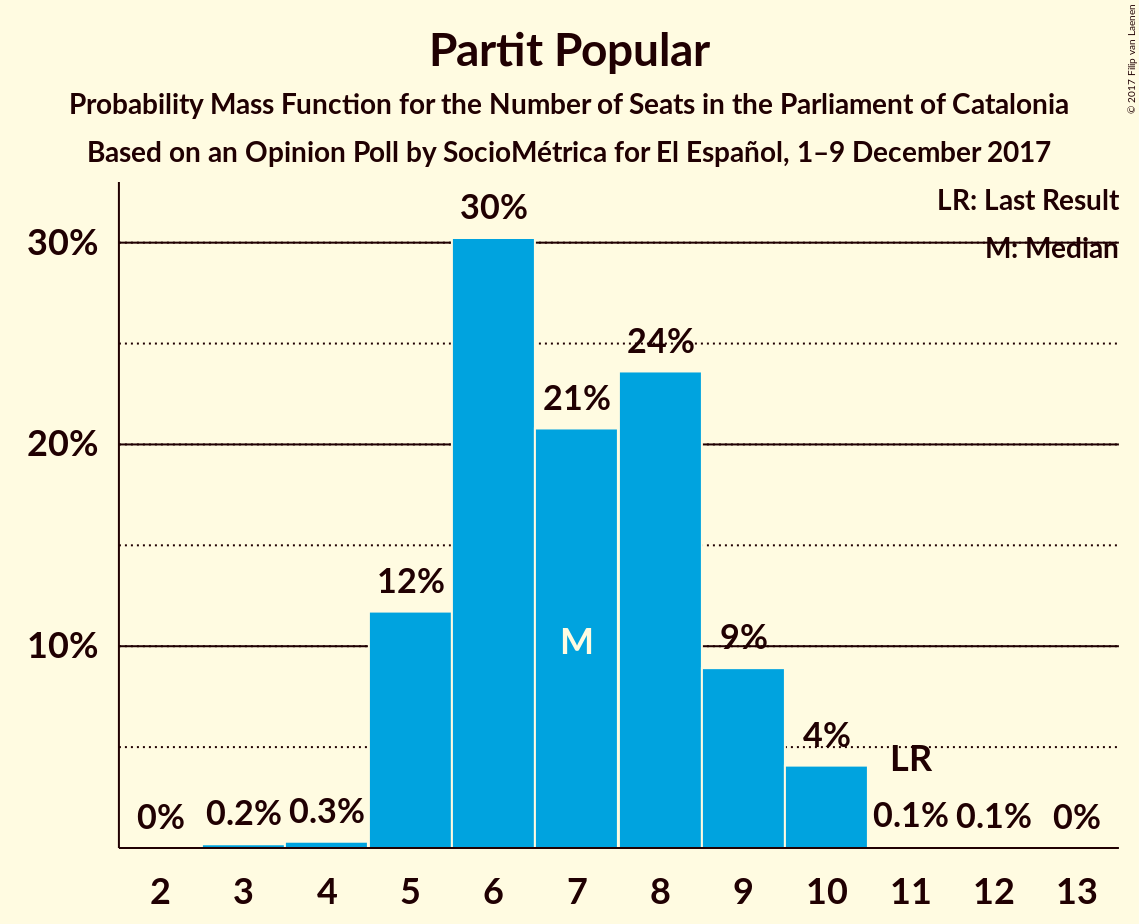 Partit Popular
Probability Mass Function for the Number of Seats in the Parliament of Catalonia
Based on an Opinion Poll by SocioMétrica for El Español, 1–9 December 2017
© 2017 Filip van Laenen
LR: Last Result
M: Median
30%
20%
10%
0%
0.2%
0.3%
12%
30%
21%
24%
9%
4%
0.1%
0.1%
0%
M
LR
2 3 4 5 6 7 8 9 10 11 12 13